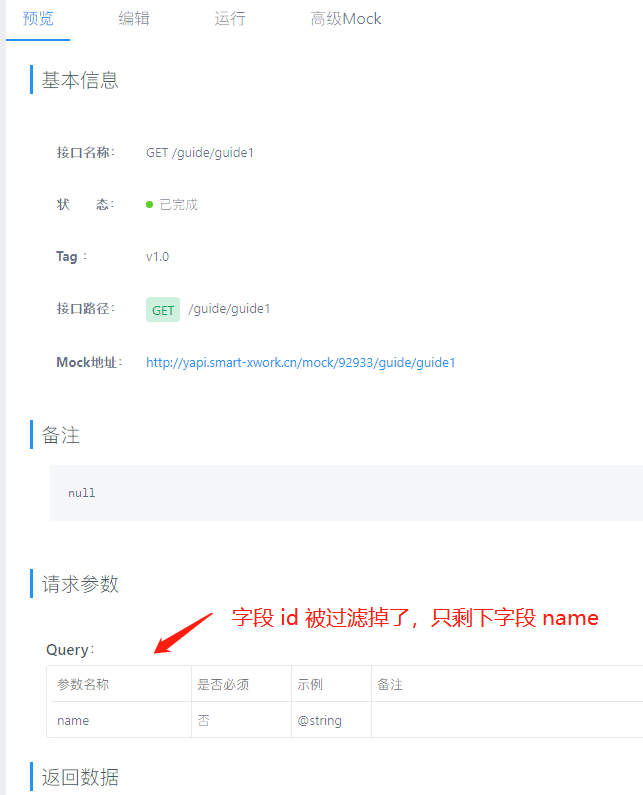 预览 编辑 运行 高级Mock
基本信息
接口名称： GET /guide/guide1
状 态： 已完成
Tag ： v1.0
接口路径： GET /guide/guide1
Mock地址： http://yapi.smart-xwork.cn/mock/92933/guide/guide1
备注
null
请求参数
字段 id 被过滤掉了，只剩下字段 name
Query：
参数名称 是否必须 示例 备注
name 否 @string
返回数据